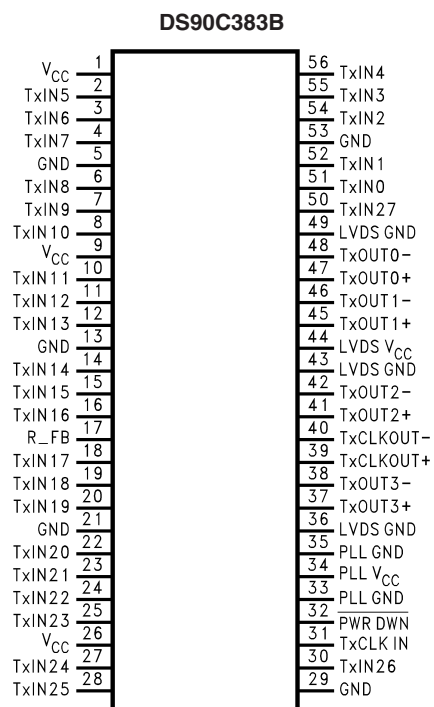 DS90C383B
VCC 1 56 TxIN4
TxIN5 2 55 TxIN3
TxIN6 3 54 TxIN2
TxIN7 4 53 GND
GND 5 52 TxIN1
TxIN8 6 51 TxIN0
TxIN9 7 50 TxIN27
TxIN10 8 49 LVDS GND
VCC 9 48 TxOUT0-
TxIN11 10 47 TxOUT0+
TxIN12 11 46 TxOUT1-
TxIN13 12 45 TxOUT1+
GND 13 44 LVDS VCC
TxIN14 14 43 LVDS GND
TxIN15 15 42 TxOUT2-
TxIN16 16 41 TxOUT2+
R_FB 17 40 TxCLKOUT-
TxIN17 18 39 TxCLKOUT+
TxIN18 19 38 TxOUT3-
TxIN19 20 37 TxOUT3+
GND 21 36 LVDS GND
TxIN20 22 35 PLL GND
TxIN21 23 34 PLL VCC
TxIN22 24 33 PLL GND
TxIN23 25 32 PWR DWN
VCC 26 31 TxCLK IN
TxIN24 27 30 TxIN26
TxIN25 28 29 GND